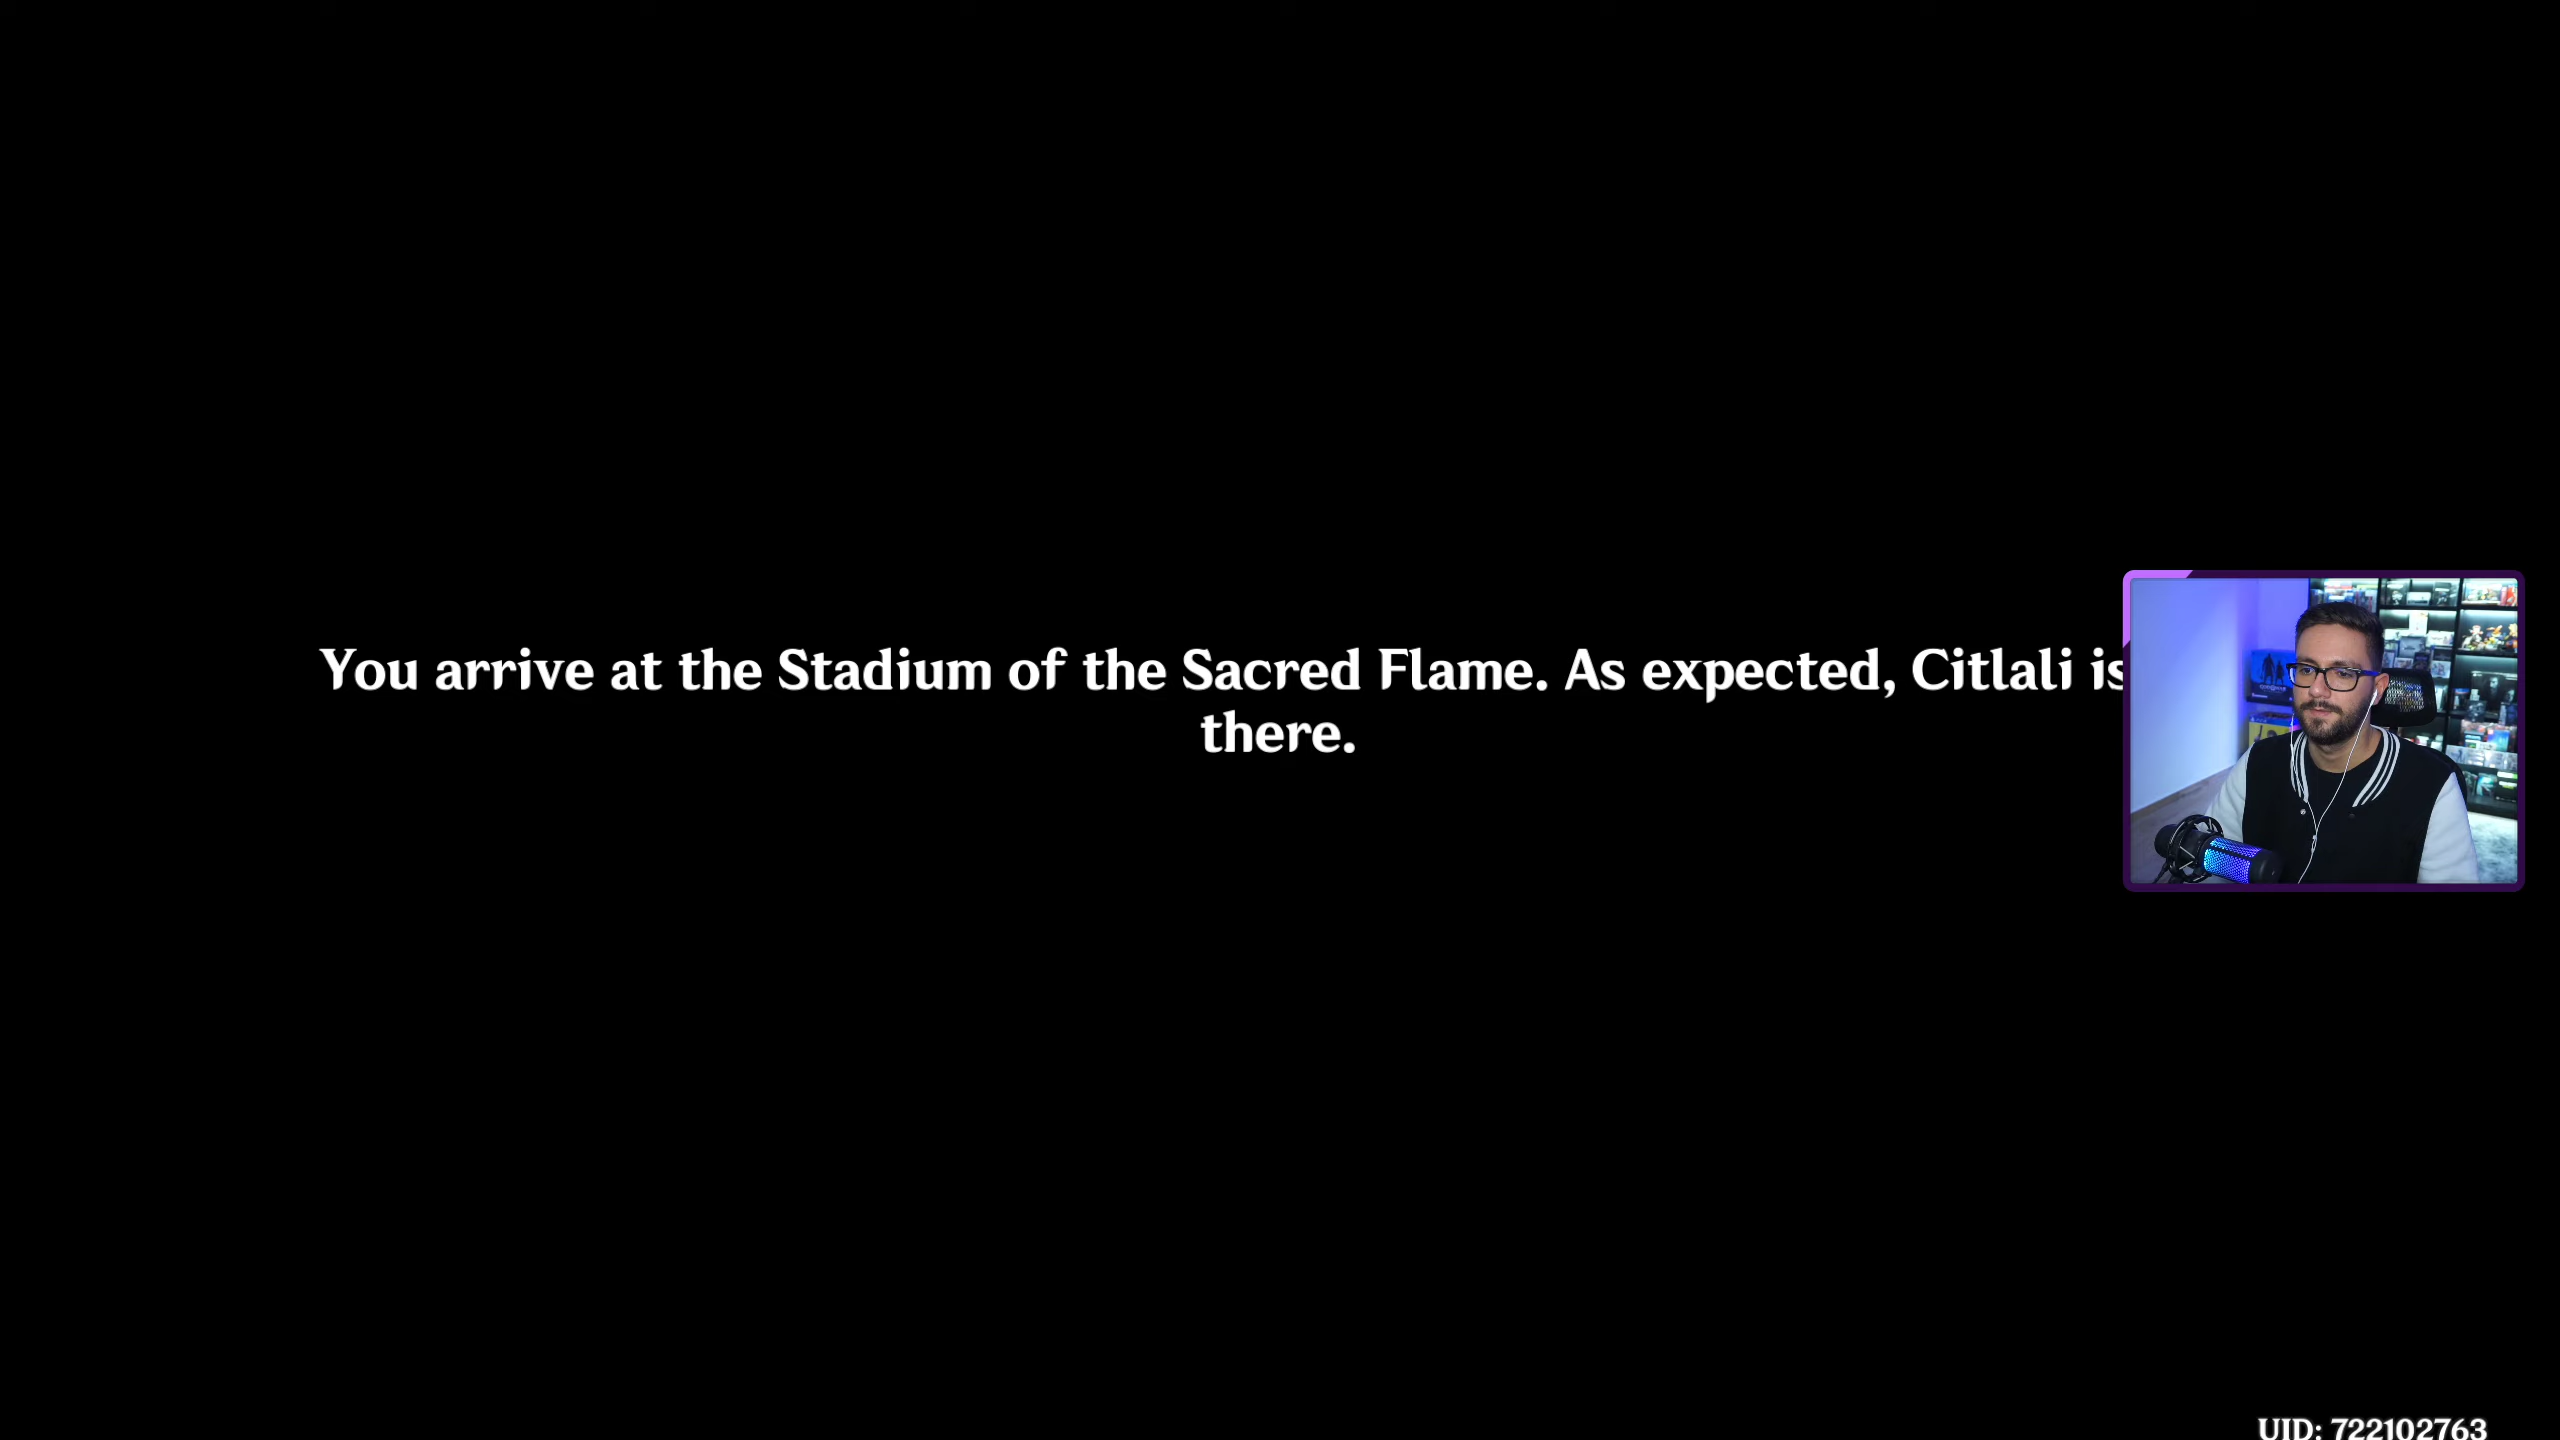 You arrive at the Stadium of the Sacred Flame. As expected, Citlali is
there.
UID: 722102763